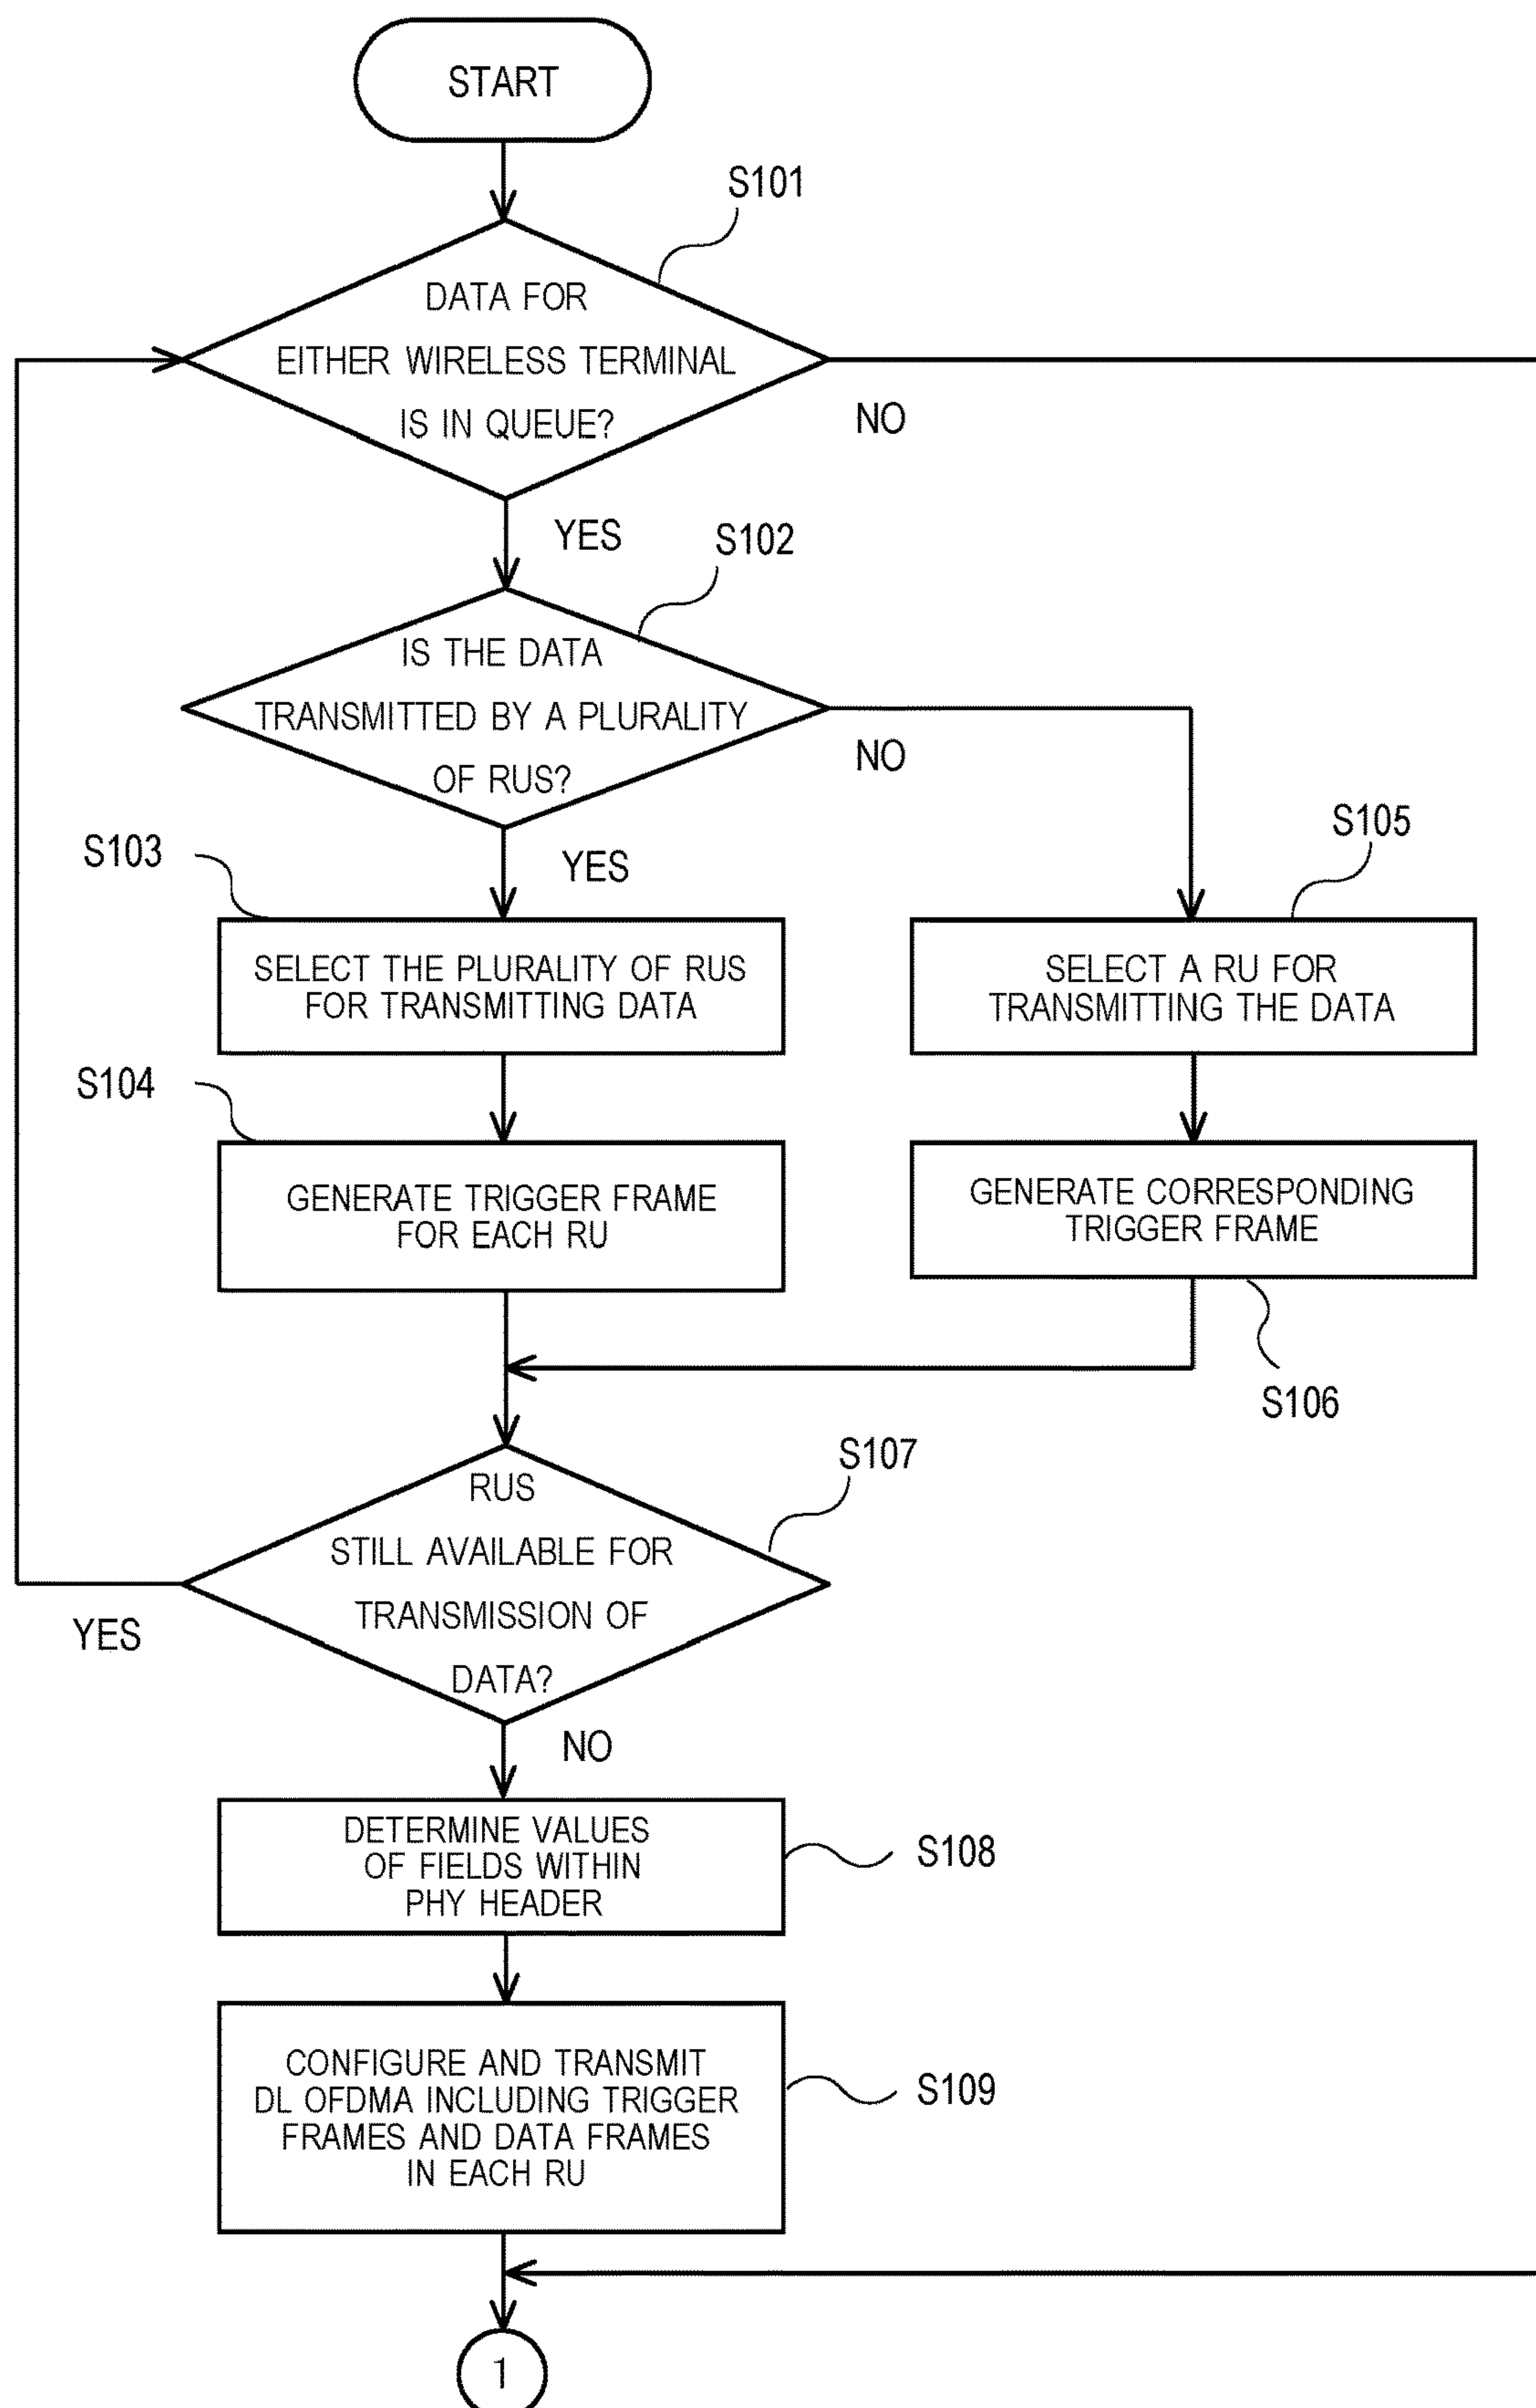 START
S101
DATA FOR
EITHER WIRELESS TERMINAL
IS IN QUEUE?
NO
YES
S102
IS THE DATA
TRANSMITTED BY A PLURALITY
OF RUS?
NO
YES
S103
SELECT THE PLURALITY OF RUS
FOR TRANSMITTING DATA
S105
SELECT A RU FOR
TRANSMITTING THE DATA
S104
GENERATE TRIGGER FRAME
FOR EACH RU
GENERATE CORRESPONDING
TRIGGER FRAME
S106
S107
RUS
STILL AVAILABLE FOR
TRANSMISSION OF
DATA?
YES
NO
DETERMINE VALUES
OF FIELDS WITHIN
PHY HEADER
S108
CONFIGURE AND TRANSMIT
DL OFDMA INCLUDING TRIGGER
FRAMES AND DATA FRAMES
IN EACH RU
S109
1